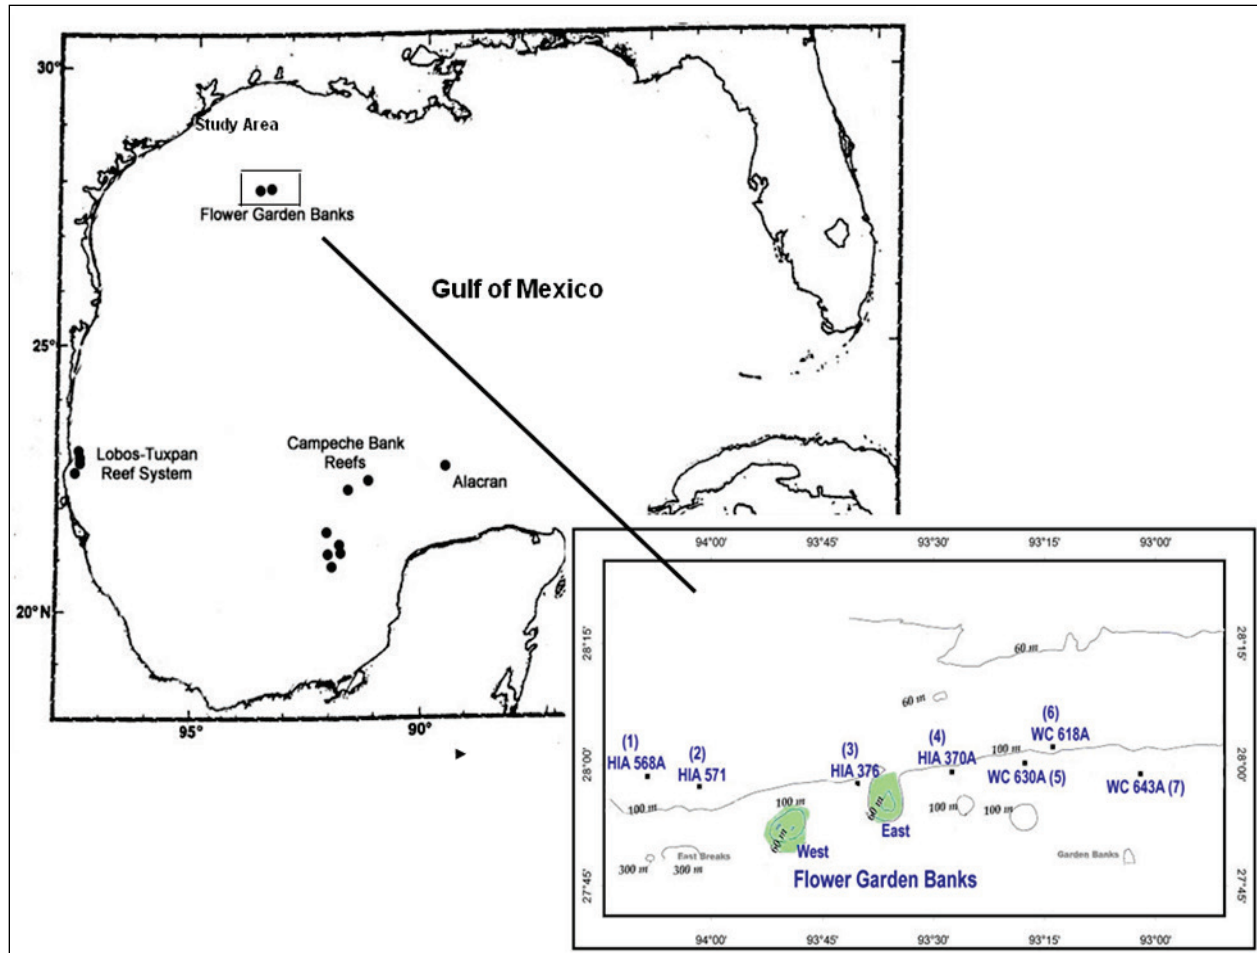 30°
Study Area
Flower Garden Banks
Gulf of Mexico
25°
Lobos-Tuxpan
Reef System
Campeche Bank
Reefs
Alacran
20°N
95°
90°
94°00'
93°45'
93°30'
93°15'
93°00'
28°15'
28°15'
60 m
60 m
(1)
HIA 568A
(2)
HIA 571
(3)
HIA 376
(4)
HIA 370A
(6)
WC 618A
100 m
WC 630A (5)
WC 643A (7)
28°00'
28°00'
100 m
100 m
60 m
West
60 m
East
100 m
100 m
East Breaks
300 m
300 m
Garden Banks
Flower Garden Banks
27°45'
27°45'
94°00'
93°45'
93°30'
93°15'
93°00'